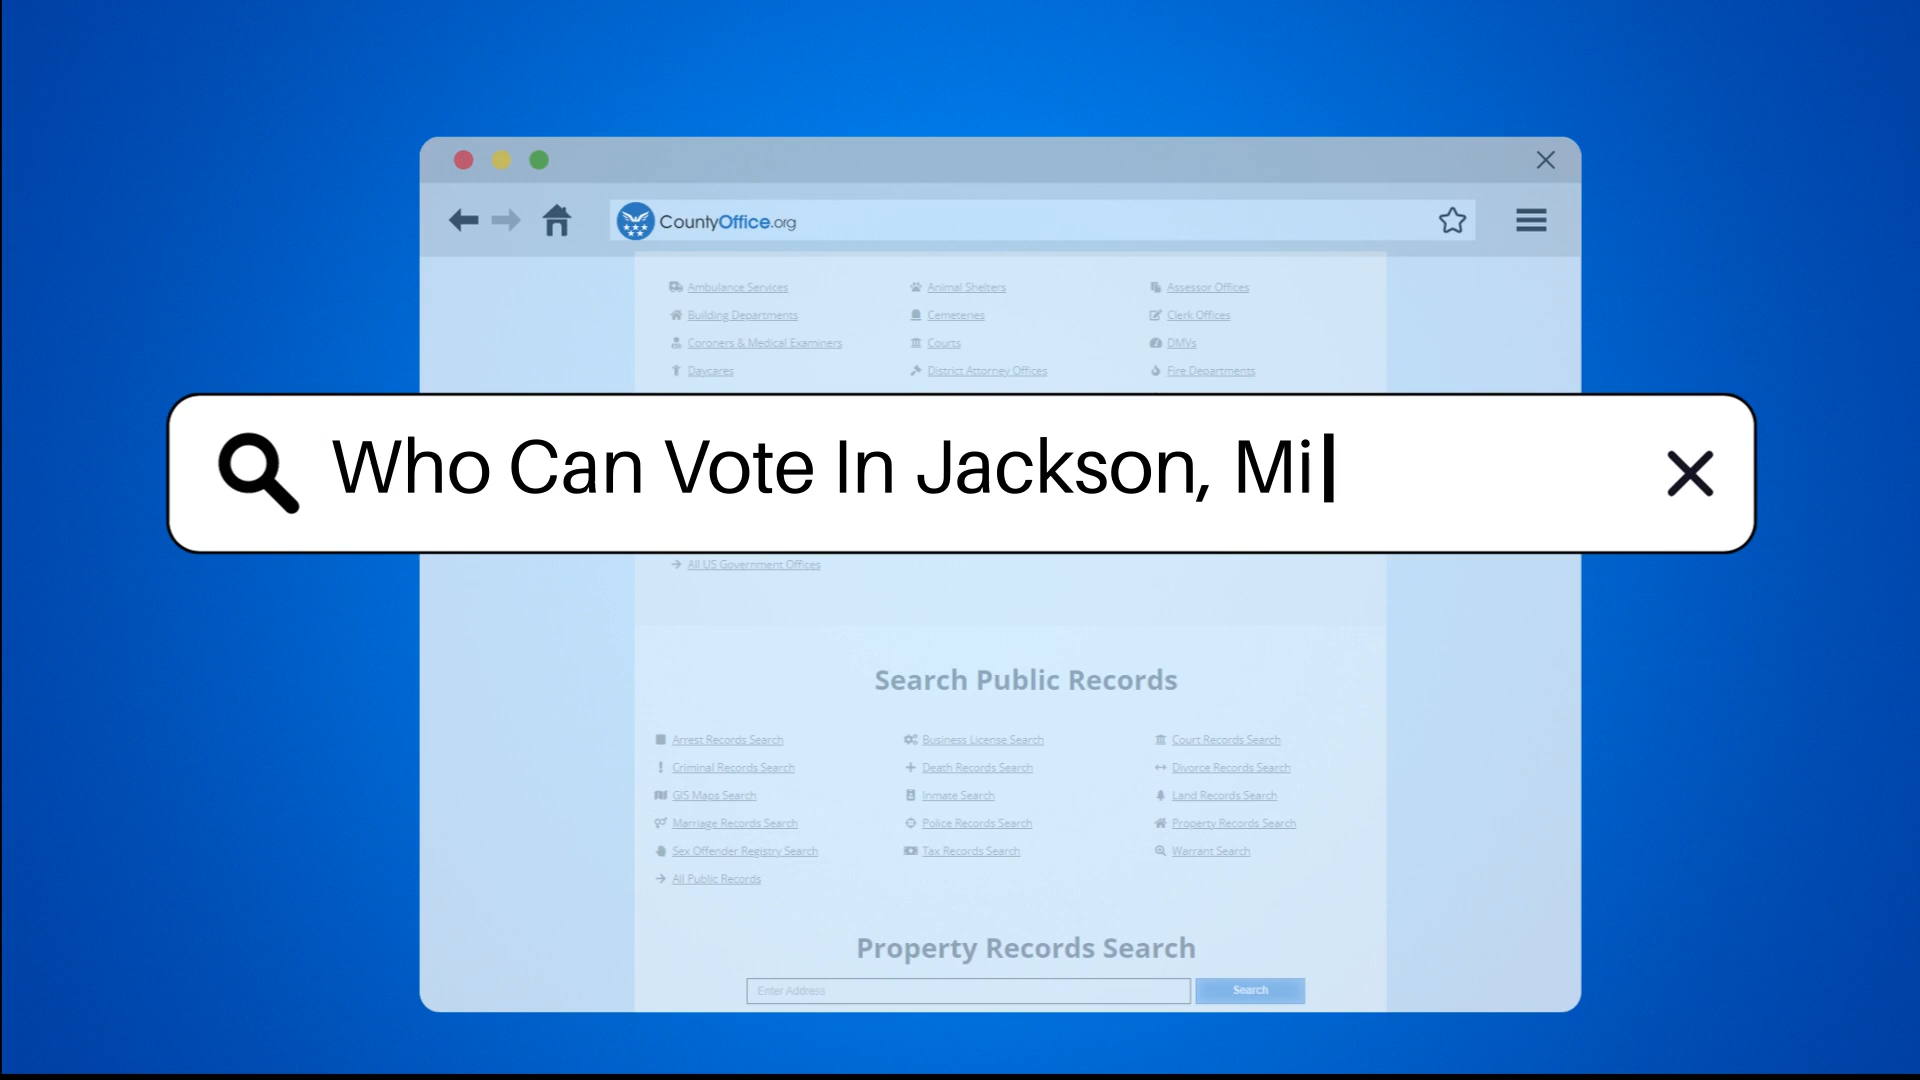 CountyOffice.org
Ambulance Services Animal Shelters Assessor Offices
Building Departments Cemeteries Clerk Offices
Coroners & Medical Examiners Courts DMVs
Daycares District Attorney Offices Fire Departments
Who Can Vote In Jackson, Mi
All US Government Offices
Search Public Records
Arrest Records Search Business License Search Court Records Search
Criminal Records Search Death Records Search Divorce Records Search
GIS Maps Search Inmate Search Land Records Search
Marriage Records Search Police Records Search Property Records Search
Sex Offender Registry Search Tax Records Search Warrant Search
All Public Records
Property Records Search
Enter Address Search